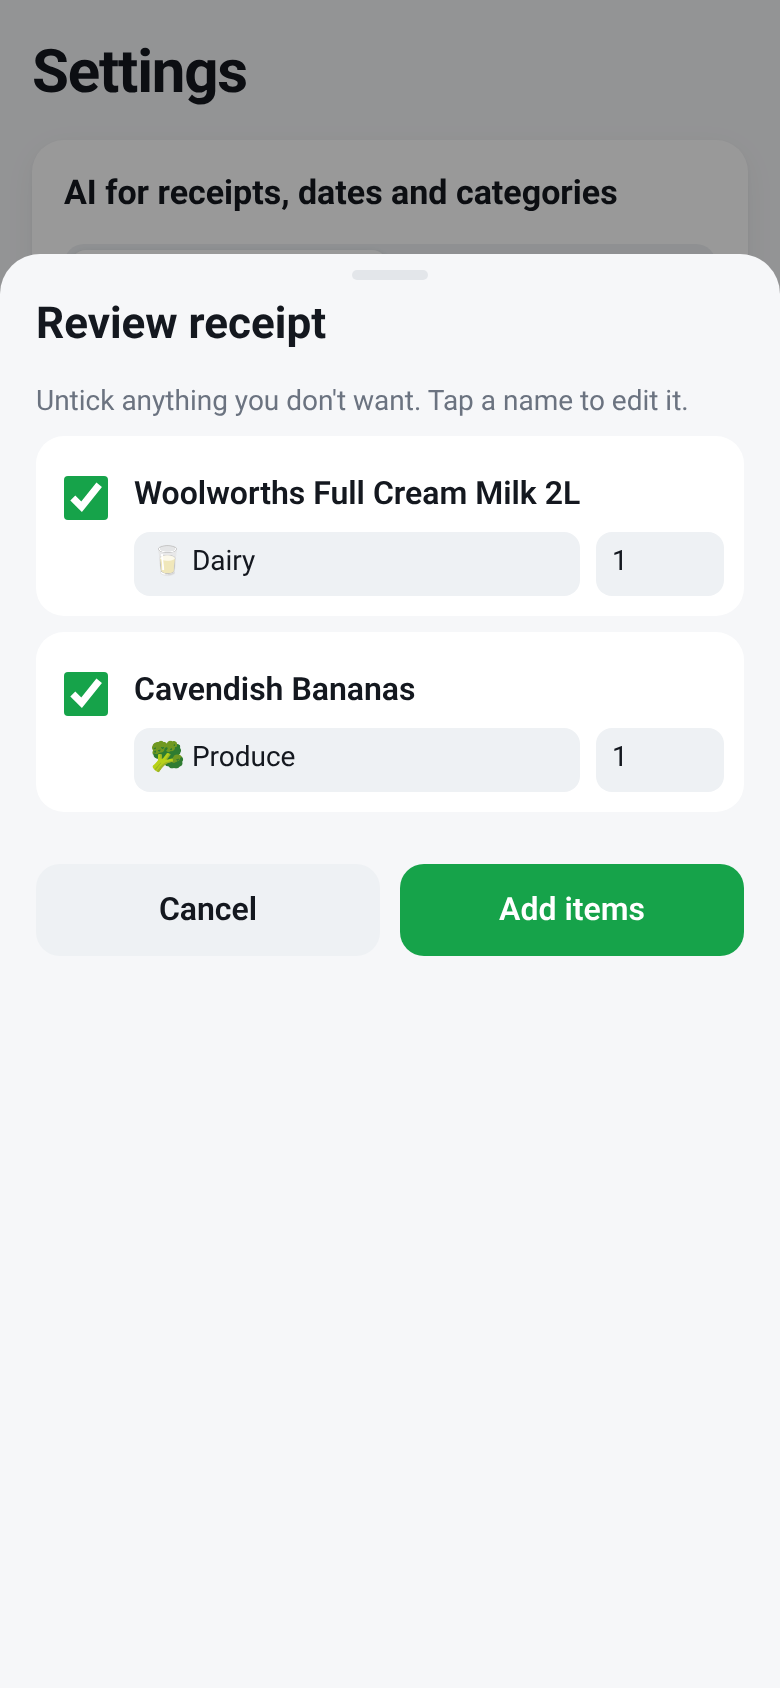 Settings
AI for receipts, dates and categories
Review receipt
Untick anything you don't want. Tap a name to edit it.
Woolworths Full Cream Milk 2L
🥛 Dairy
1
Cavendish Bananas
🥦 Produce
1
Cancel
Add items